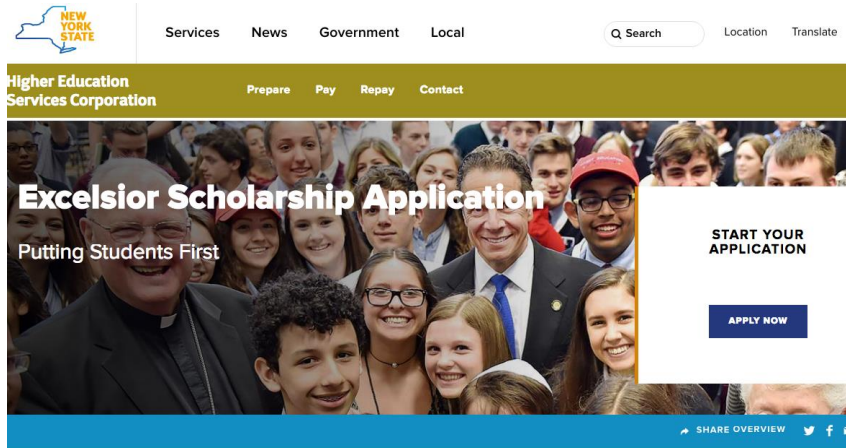 NEW
YORK
STATE
Services News Government Local
Search
Location Translate
Higher Education
Services Corporation
Prepare Pay Repay Contact
Excelsior Scholarship Application
Putting Students First
START YOUR
APPLICATION
APPLY NOW
SHARE OVERVIEW